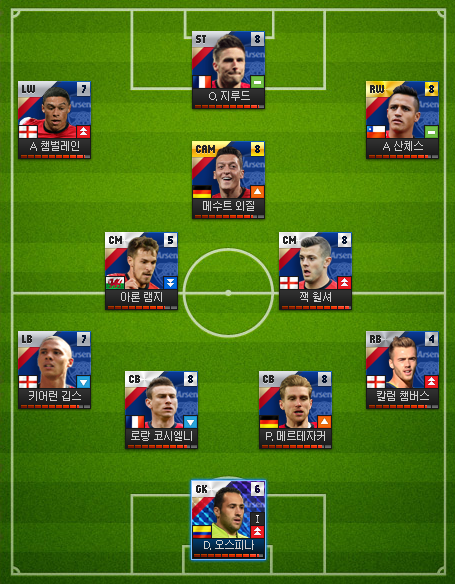 ST 8
O. 지루드
LW 7
A 챔벌레인
RW 8
A 산체스
CAM 8
메수트 외질
CM 5
아론 램지
CM 8
잭 윌셔
LB 7
키어런 깁스
RB 4
칼럼 챔버스
CB 8
로랑 코시엘니
CB 8
P. 메르테자커
GK 6
I
D. 오스피나